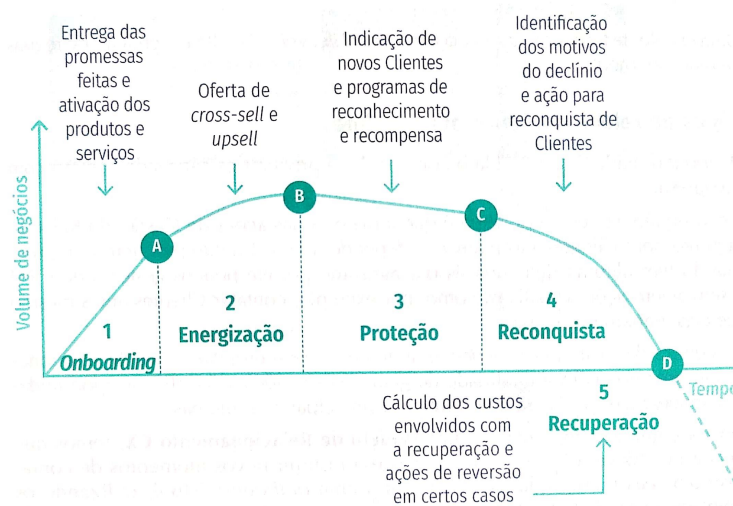 Entrega das
promessas
feitas e
ativação dos
produtos e
serviços
Oferta de
cross-sell e
upsell
Indicação de
novos Clientes
e programas de
reconhecimento
e recompensa
Identificação
dos motivos
do declínio
e ação para
reconquista de
Clientes
Volume de negócios
A
B
C
D
1
Onboarding
2
Energização
3
Proteção
4
Reconquista
Tempo
5
Recuperação
Cálculo dos custos
envolvidos com
a recuperação e
ações de reversão
em certos casos